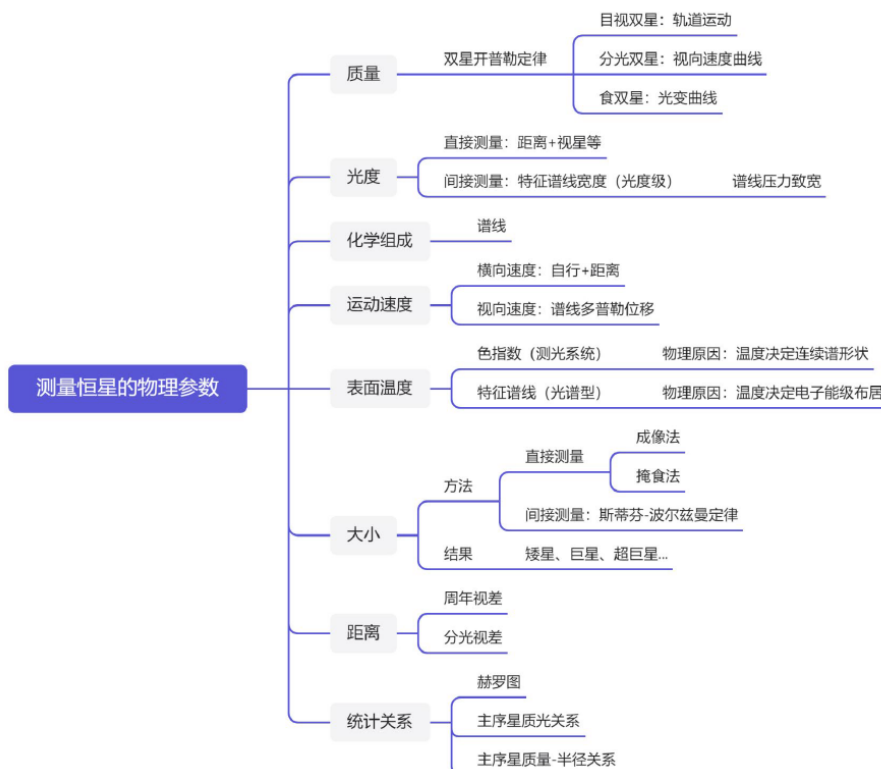 目视双星：轨道运动
质量
双星开普勒定律
分光双星：视向速度曲线
食双星：光变曲线
直接测量：距离+视星等
光度
间接测量：特征谱线宽度（光度级）
谱线压力致宽
化学组成
谱线
横向速度：自行+距离
运动速度
视向速度：谱线多普勒位移
色指数（测光系统）
物理原因：温度决定连续谱形状
测量恒星的物理参数
表面温度
特征谱线（光谱型）
物理原因：温度决定电子能级布居
成像法
直接测量
掩食法
方法
间接测量：斯蒂芬-波尔兹曼定律
大小
结果
矮星、巨星、超巨星...
周年视差
距离
分光视差
赫罗图
统计关系
主序星质光关系
主序星质量-半径关系